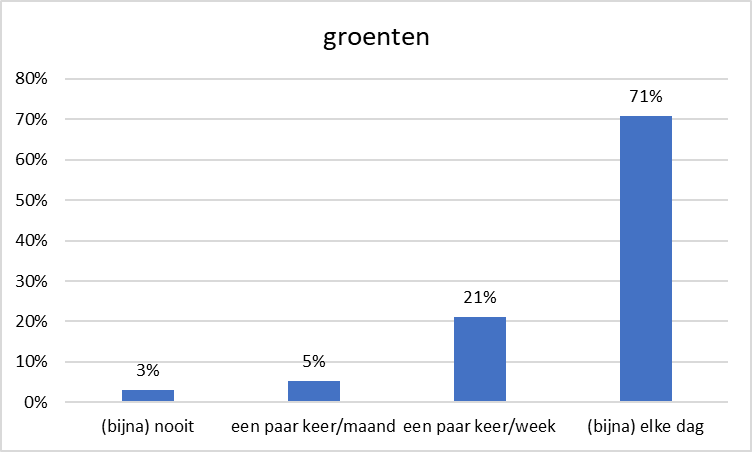 groenten
80%
70%
60%
50%
40%
30%
20%
10%
0%
3%
5%
21%
71%
(bijna) nooit
een paar keer/maand
een paar keer/week
(bijna) elke dag